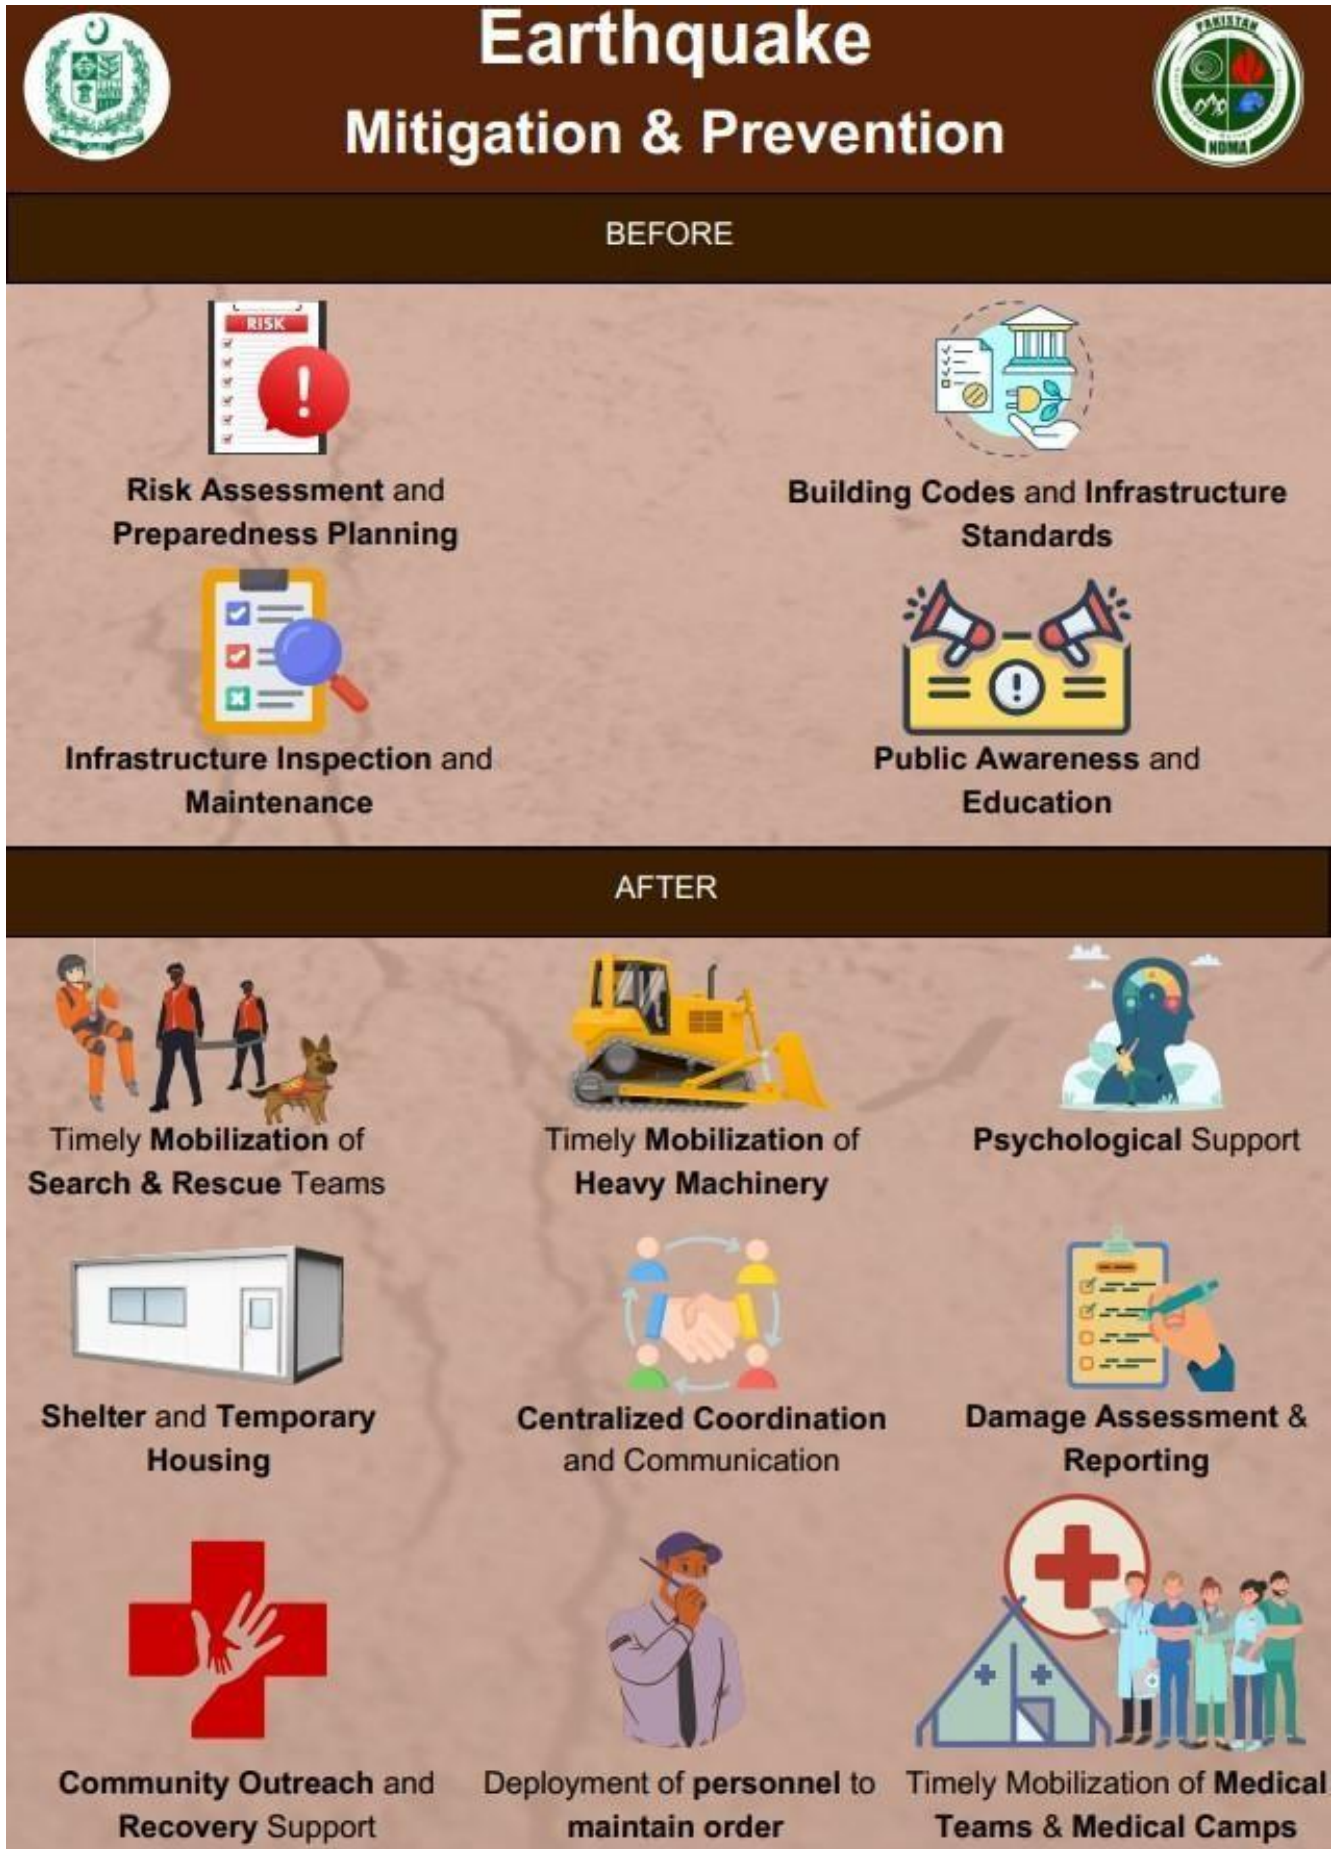 Earthquake
Mitigation & Prevention
PAKISTAN
NDMA
BEFORE
RISK
Risk Assessment and
Preparedness Planning
Building Codes and Infrastructure
Standards
Infrastructure Inspection and
Maintenance
Public Awareness and
Education
AFTER
Timely Mobilization of
Search & Rescue Teams
Timely Mobilization of
Heavy Machinery
Psychological Support
Shelter and Temporary
Housing
Centralized Coordination
and Communication
Damage Assessment &
Reporting
Community Outreach and
Recovery Support
Deployment of personnel to
maintain order
Timely Mobilization of Medical
Teams & Medical Camps